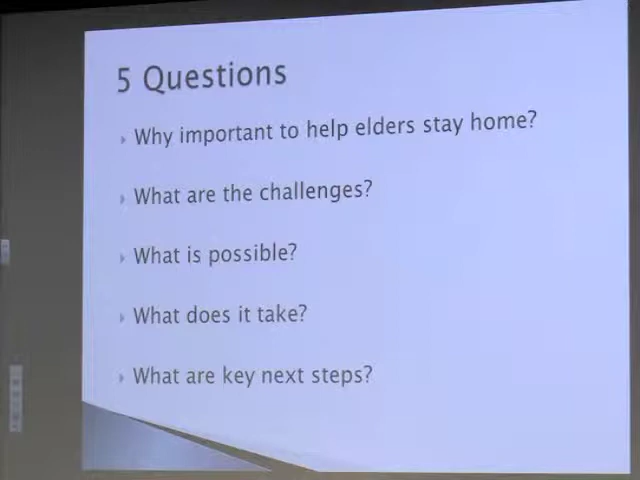 5 Questions
Why important to help elders stay home?
What are the challenges?
What is possible?
What does it take?
What are key next steps?